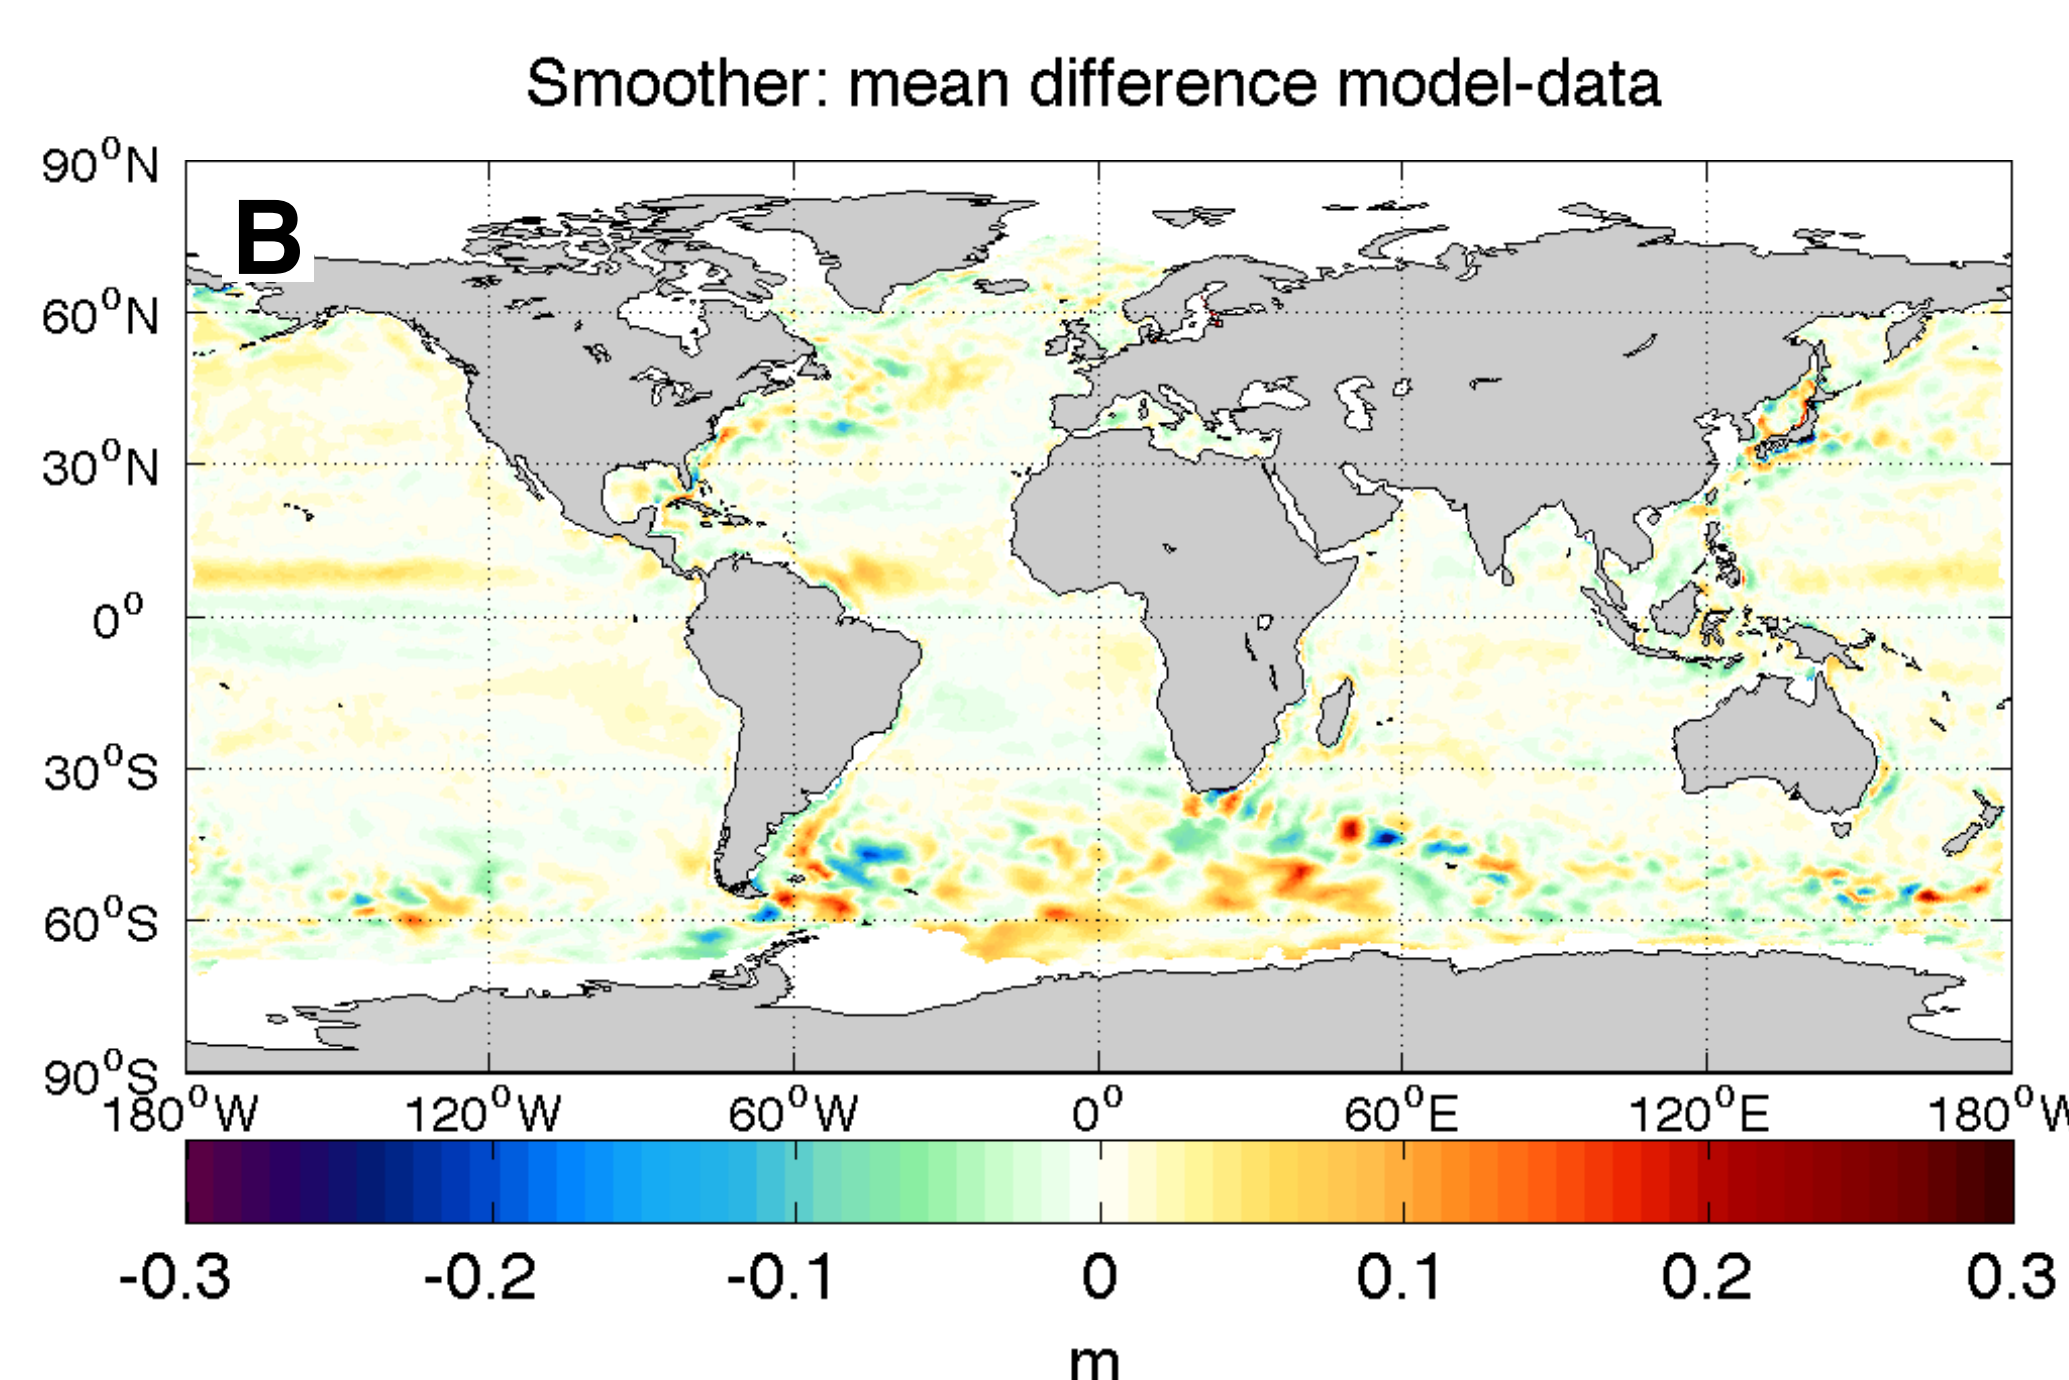 Smoother: mean difference model-data
B
90⁰N
60⁰N
30⁰N
0⁰
30⁰S
60⁰S
90⁰S
180⁰W 120⁰W 60⁰W 0⁰ 60⁰E 120⁰E 180⁰W
-0.3 -0.2 -0.1 0 0.1 0.2 0.3
m